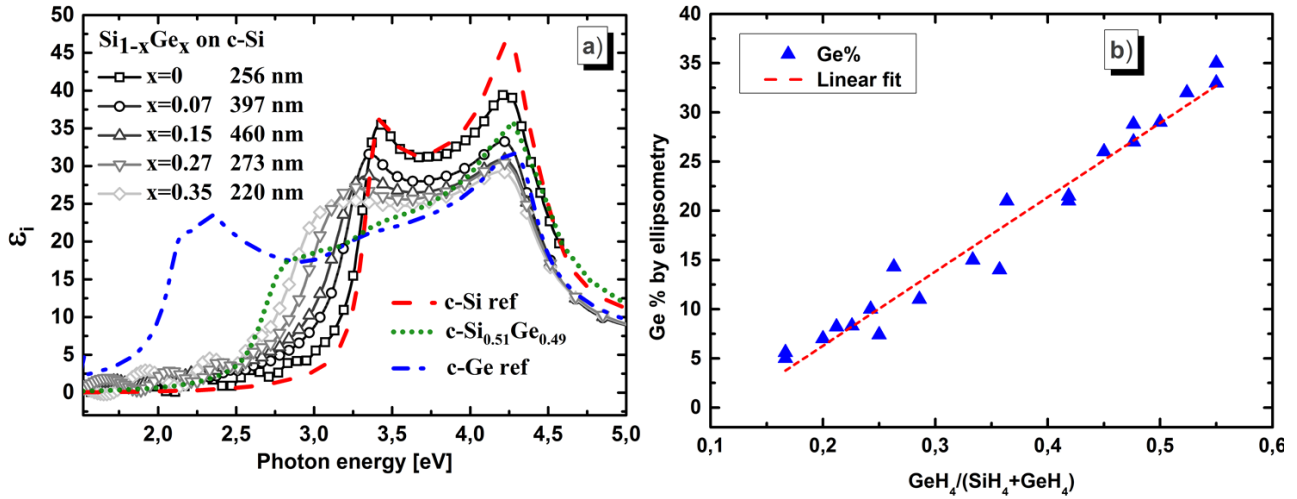 Si1-xGex on c-Si
x=0 256 nm
x=0.07 397 nm
x=0.15 460 nm
x=0.27 273 nm
x=0.35 220 nm
a)
c-Si ref
c-Si0.51Ge0.49
c-Ge ref
50
45
40
35
30
25
20
15
10
5
0
εi
2,0 2,5 3,0 3,5 4,0 4,5 5,0
Photon energy [eV]
b)
Ge%
Linear fit
40
35
30
25
20
15
10
5
0
Ge % by ellipsometry
0,1 0,2 0,3 0,4 0,5 0,6
GeH4/(SiH4+GeH4)